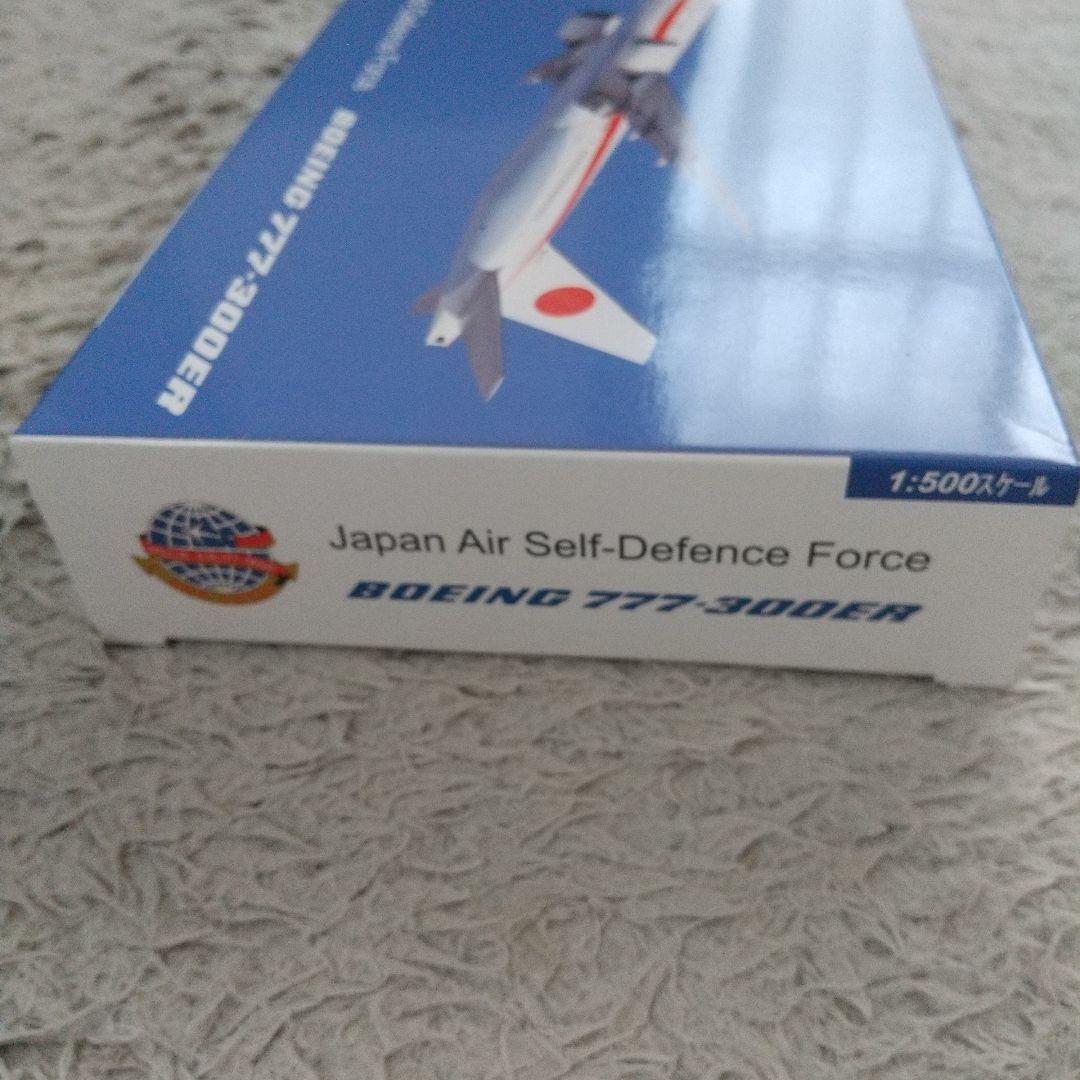 BOEING 777-300ER
1:500スケール
Japan Air Self-Defence Force
BOEING 777-300ER